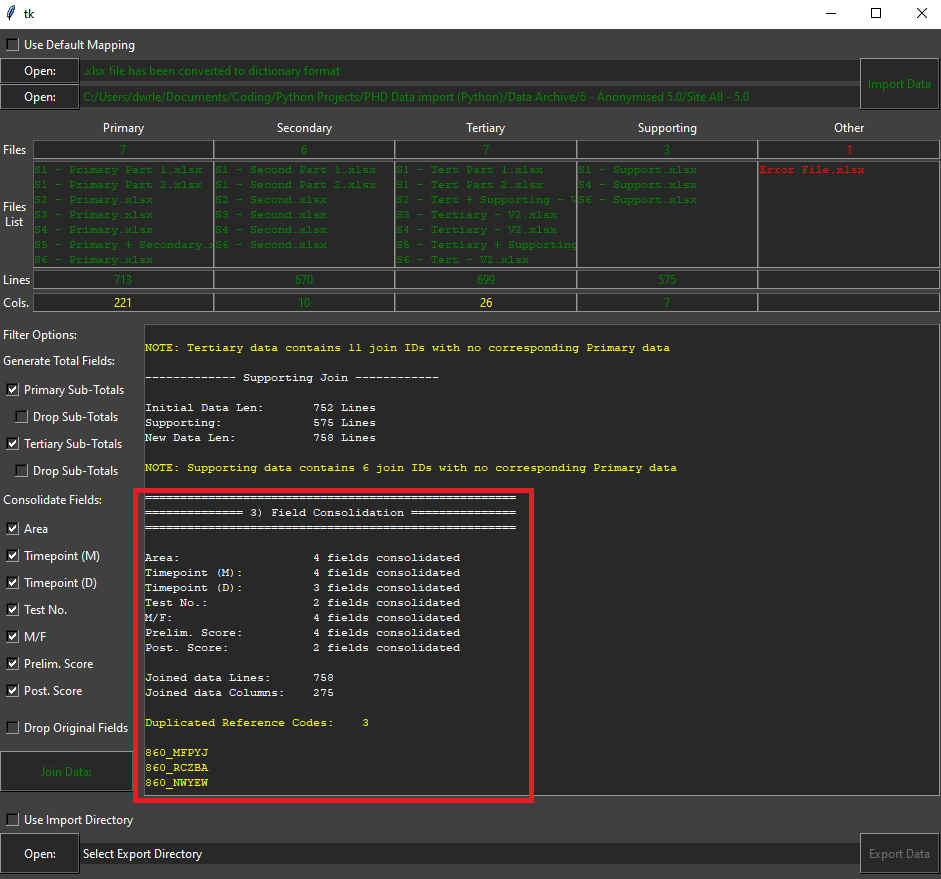 tk
Use Default Mapping
Open:
.xlsx file has been converted to dictionary format
Open:
C:/Users/dwrle/Documents/Coding/Python Projects/PHD Data import (Python)/Data Archive/6 - Anonymised 5.0/Site All - 5.0
Import Data
Primary Secondary Tertiary Supporting Other
Files 7 6 7 3 1
Files List
S1 - Primary Part 1.xlsx
S1 - Primary Part 2.xlsx
S2 - Primary.xlsx
S3 - Primary.xlsx
S4 - Primary.xlsx
S5 - Primary + Secondary.x
S6 - Primary.xlsx
S1 - Second Part 1.xlsx
S1 - Second Part 2.xlsx
S2 - Second.xlsx
S3 - Second.xlsx
S4 - Second.xlsx
S6 - Second.xlsx
S1 - Tert Part 1.xlsx
S1 - Tert Part 2.xlsx
S2 - Tert + Supporting - V
S3 - Tertiary - V2.xlsx
S4 - Tertiary - V2.xlsx
S5 - Tertiary + Supporting
S6 - Tert - V2.xlsx
S1 - Support.xlsx
S4 - Support.xlsx
S6 - Support.xlsx
Error File.xlsx
Lines 713 670 699 575
Cols. 221 10 26 7
Filter Options:
Generate Total Fields:
Primary Sub-Totals
Drop Sub-Totals
Tertiary Sub-Totals
Drop Sub-Totals
Consolidate Fields:
Area
Timepoint (M)
Timepoint (D)
Test No.
M/F
Prelim. Score
Post. Score
Drop Original Fields
Join Data:
NOTE: Tertiary data contains 11 join IDs with no corresponding Primary data
------------- Supporting Join ------------
Initial Data Len: 752 Lines
Supporting: 575 Lines
New Data Len: 758 Lines
NOTE: Supporting data contains 6 join IDs with no corresponding Primary data
=====================================================
============== 3) Field Consolidation ===============
=====================================================
Area: 4 fields consolidated
Timepoint (M): 4 fields consolidated
Timepoint (D): 3 fields consolidated
Test No.: 2 fields consolidated
M/F: 4 fields consolidated
Prelim. Score: 4 fields consolidated
Post. Score: 2 fields consolidated
Joined data Lines: 758
Joined data Columns: 275
Duplicated Reference Codes: 3
860_MFPYJ
860_RCZBA
860_NWYEW
Use Import Directory
Open:
Select Export Directory
Export Data